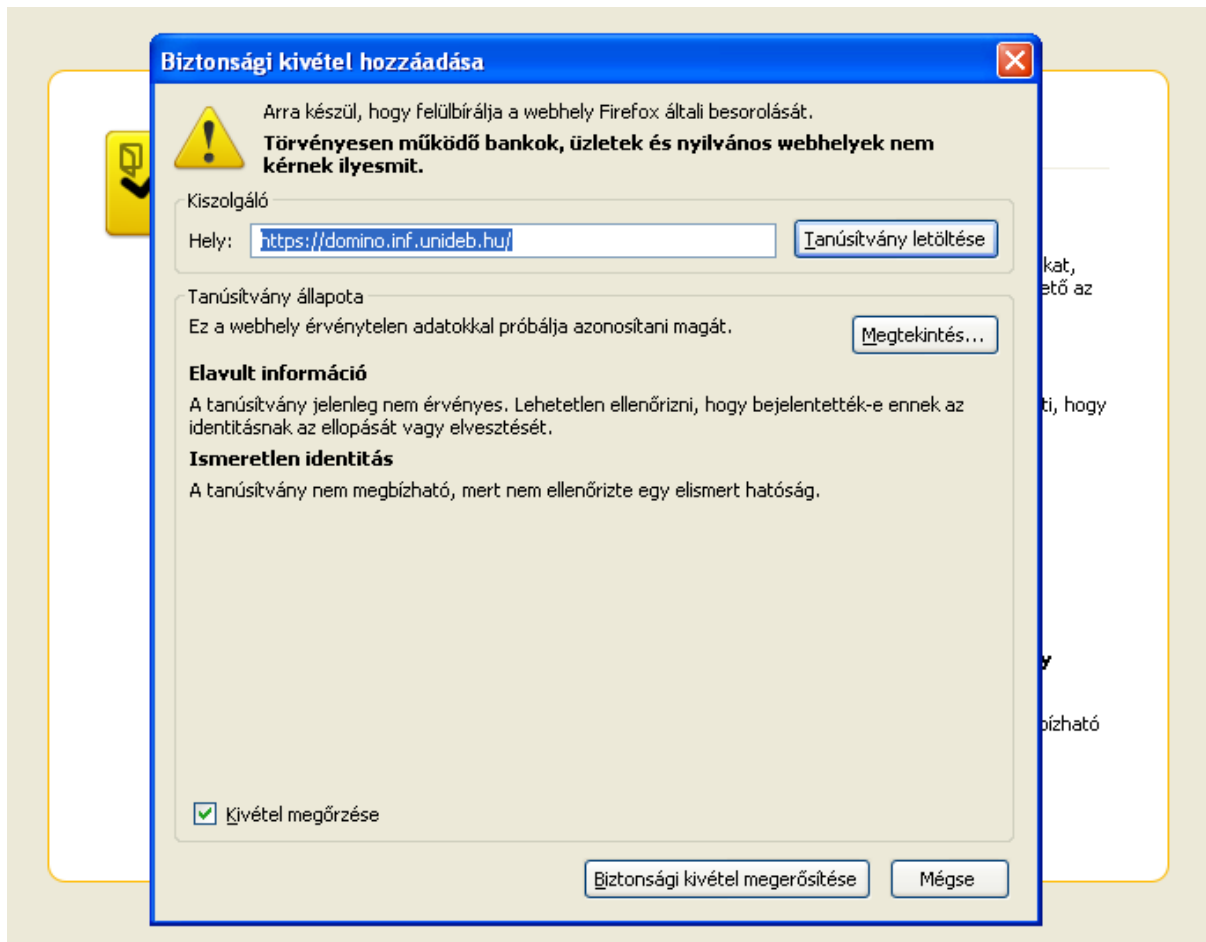 Biztonsági kivétel hozzáadása
Arra készül, hogy felülbírálja a webhely Firefox általi besorolását.
Törvényesen működő bankok, üzletek és nyilvános webhelyek nem
kérnek ilyesmit.
Kiszolgáló
Hely: https://domino.inf.unideb.hu/ Tanúsítvány letöltése
kat,
ető az
Tanúsítvány állapota
Ez a webhely érvénytelen adatokkal próbálja azonosítani magát. Megtekintés...
Elavult információ
A tanúsítvány jelenleg nem érvényes. Lehetetlen ellenőrizni, hogy bejelentették-e ennek az
ti, hogy
identitásnak az ellopását vagy elvesztését.
Ismeretlen identitás
A tanúsítvány nem megbízható, mert nem ellenőrizte egy elismert hatóság.
y
bízható
Kivétel megőrzése
Biztonsági kivétel megerősítése Mégse